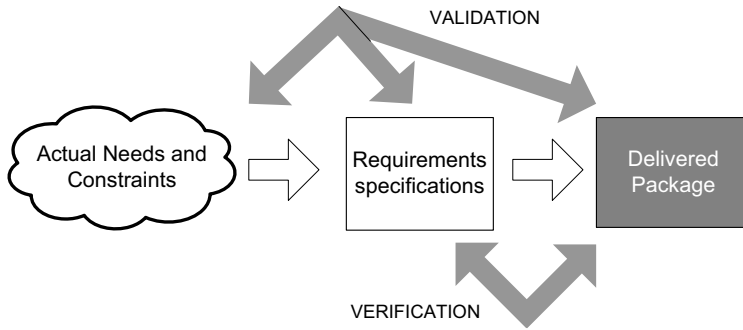 VALIDATION
Actual Needs and
Constraints
Requirements
specifications
Delivered
Package
VERIFICATION